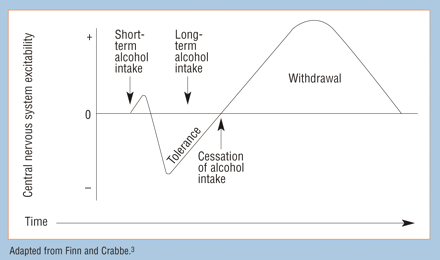 Short-
term
alcohol
intake
Long-
term
alcohol
intake
+
Central nervous system excitability
0
–
Tolerance
Withdrawal
Cessation
of alcohol
intake
Time
Adapted from Finn and Crabbe.3